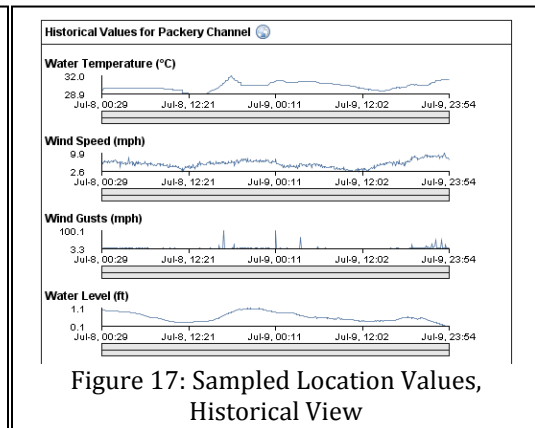 Historical Values for Packery Channel
Water Temperature (°C)
32.0
28.9
Jul-8, 00:29 Jul-8, 12:21 Jul-9, 00:11 Jul-9, 12:02 Jul-9, 23:54
Wind Speed (mph)
9.9
2.6
Jul-8, 00:29 Jul-8, 12:21 Jul-9, 00:11 Jul-9, 12:02 Jul-9, 23:54
Wind Gusts (mph)
100.1
3.3
Jul-8, 00:29 Jul-8, 12:21 Jul-9, 00:11 Jul-9, 12:02 Jul-9, 23:54
Water Level (ft)
1.1
0.1
Jul-8, 00:29 Jul-8, 12:21 Jul-9, 00:11 Jul-9, 12:02 Jul-9, 23:54
Figure 17: Sampled Location Values,
Historical View